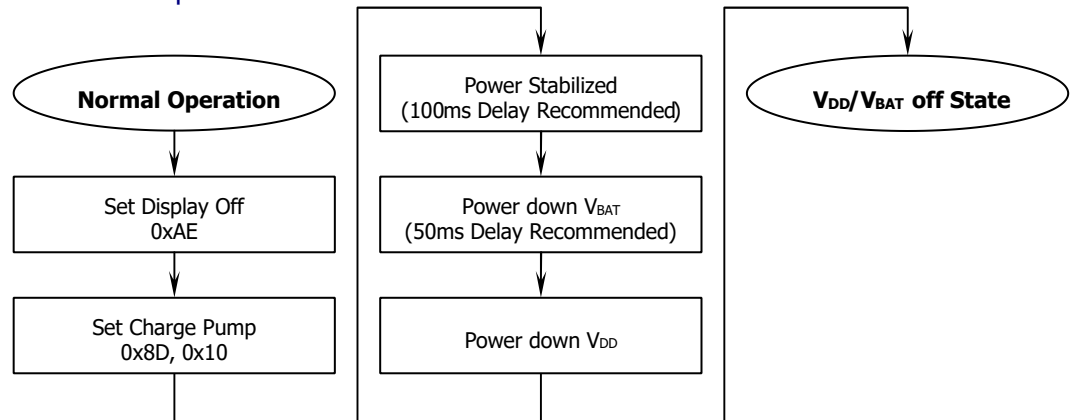 Normal Operation
Set Display Off
0xAE
Set Charge Pump
0x8D, 0x10
Power Stabilized
(100ms Delay Recommended)
Power down VBAT
(50ms Delay Recommended)
Power down VDD
VDD/VBAT off State